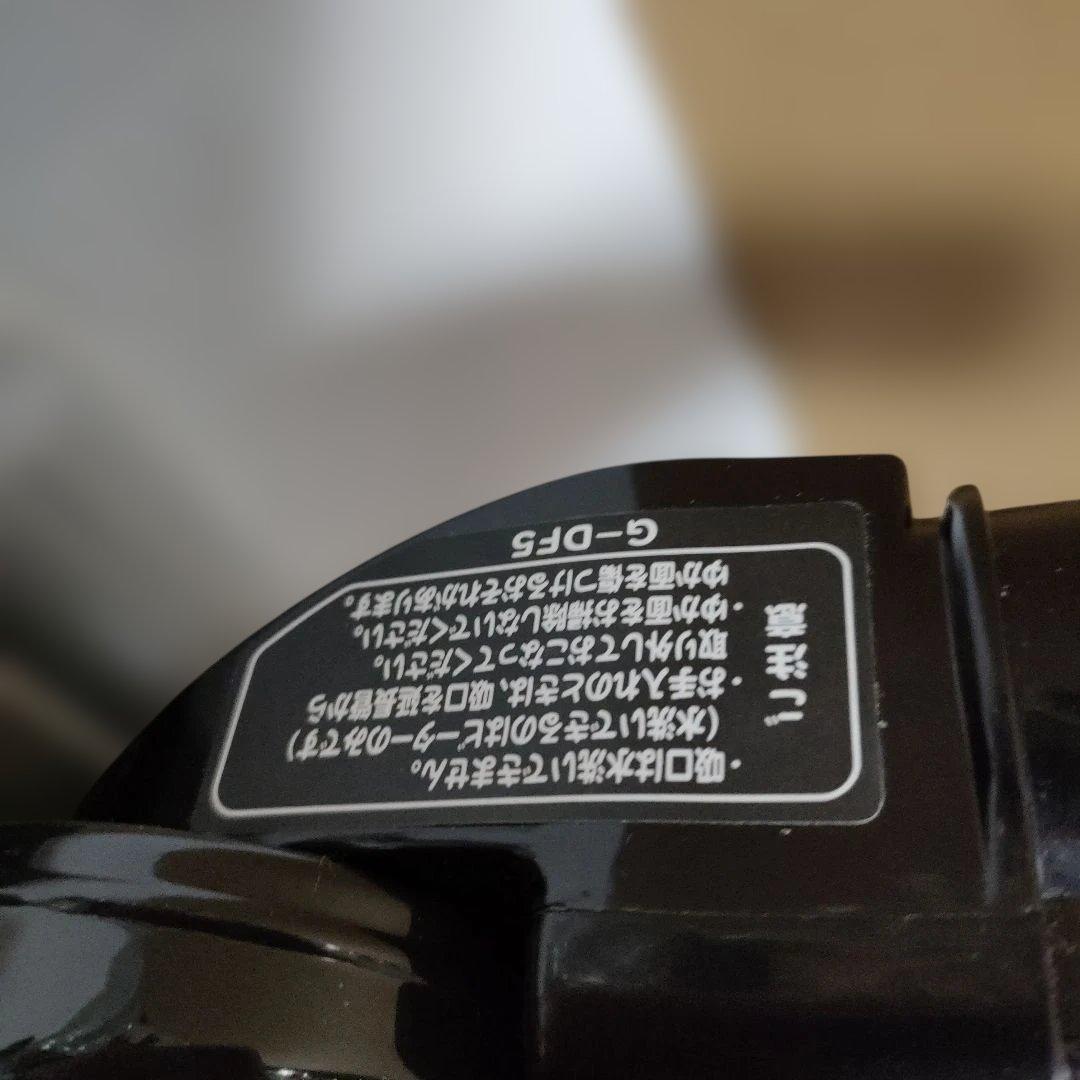 ご注意
・吸口は水洗いできません。
（水洗いできるのはビーターのみです）
・お手入れのときは、吸口を延長管から
取り外しておこなってください。
・ゆか面をお掃除しないでください。
ゆか面を傷つけるおそれがあります。
G-DF5